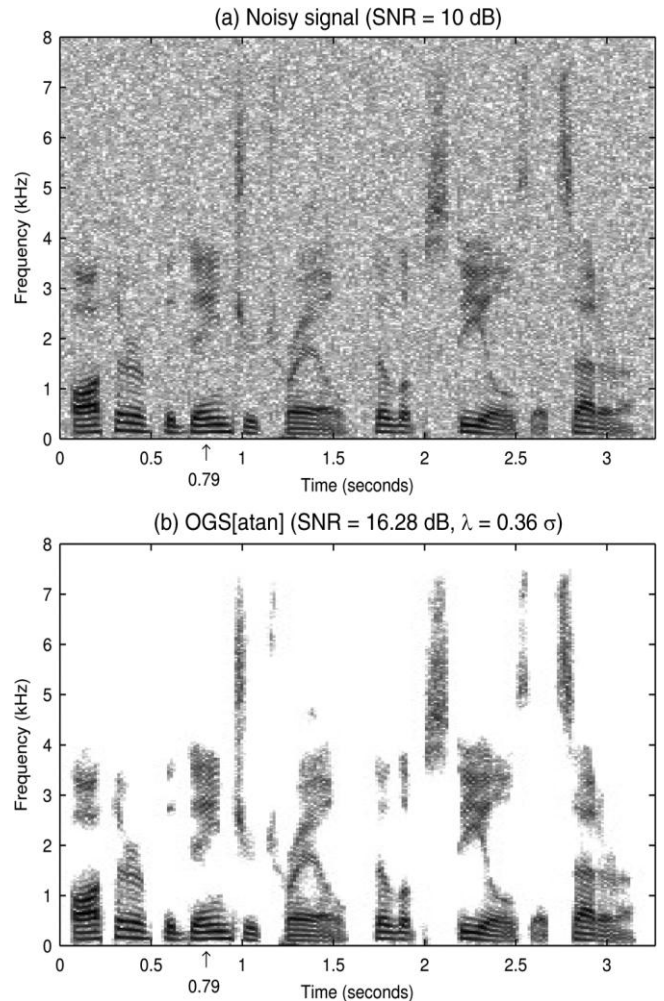 (a) Noisy signal (SNR = 10 dB)
8
7
6
5
4
3
2
1
0
Frequency (kHz)
0 0.5 1 1.5 2 2.5 3
↑
0.79
Time (seconds)
(b) OGS[atan] (SNR = 16.28 dB, λ = 0.36 σ)
8
7
6
5
4
3
2
1
0
Frequency (kHz)
0 0.5 1 1.5 2 2.5 3
↑
0.79
Time (seconds)